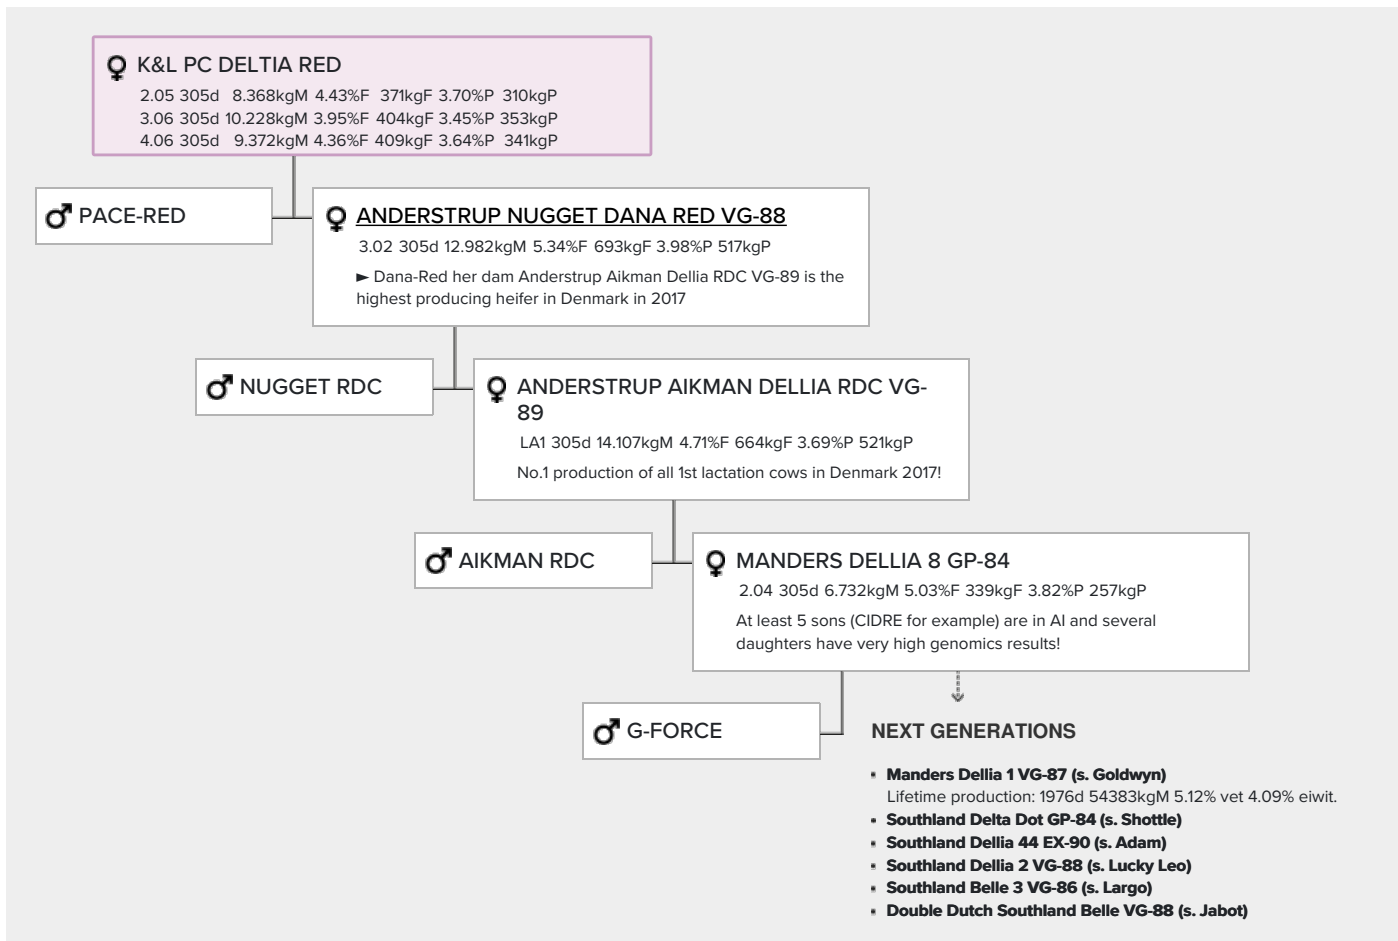 K&L PC DELTIA RED
2.05 305d 8.368kgM 4.43%F 371kgF 3.70%P 310kgP
3.06 305d 10.228kgM 3.95%F 404kgF 3.45%P 353kgP
4.06 305d 9.372kgM 4.36%F 409kgF 3.64%P 341kgP
PACE-RED
ANDERSTRUP NUGGET DANA RED VG-88
3.02 305d 12.982kgM 5.34%F 693kgF 3.98%P 517kgP
► Dana-Red her dam Anderstrup Aikman Dellia RDC VG-89 is the
highest producing heifer in Denmark in 2017
NUGGET RDC
ANDERSTRUP AIKMAN DELLIA RDC VG-
89
LA1 305d 14.107kgM 4.71%F 664kgF 3.69%P 521kgP
No.1 production of all 1st lactation cows in Denmark 2017!
AIKMAN RDC
MANDERS DELLIA 8 GP-84
2.04 305d 6.732kgM 5.03%F 339kgF 3.82%P 257kgP
At least 5 sons (CIDRE for example) are in AI and several
daughters have very high genomics results!
G-FORCE
NEXT GENERATIONS
Manders Dellia 1 VG-87 (s. Goldwyn)
Lifetime production: 1976d 54383kgM 5.12% vet 4.09% eiwit.
Southland Delta Dot GP-84 (s. Shottle)
Southland Dellia 44 EX-90 (s. Adam)
Southland Dellia 2 VG-88 (s. Lucky Leo)
Southland Belle 3 VG-86 (s. Largo)
Double Dutch Southland Belle VG-88 (s. Jabot)